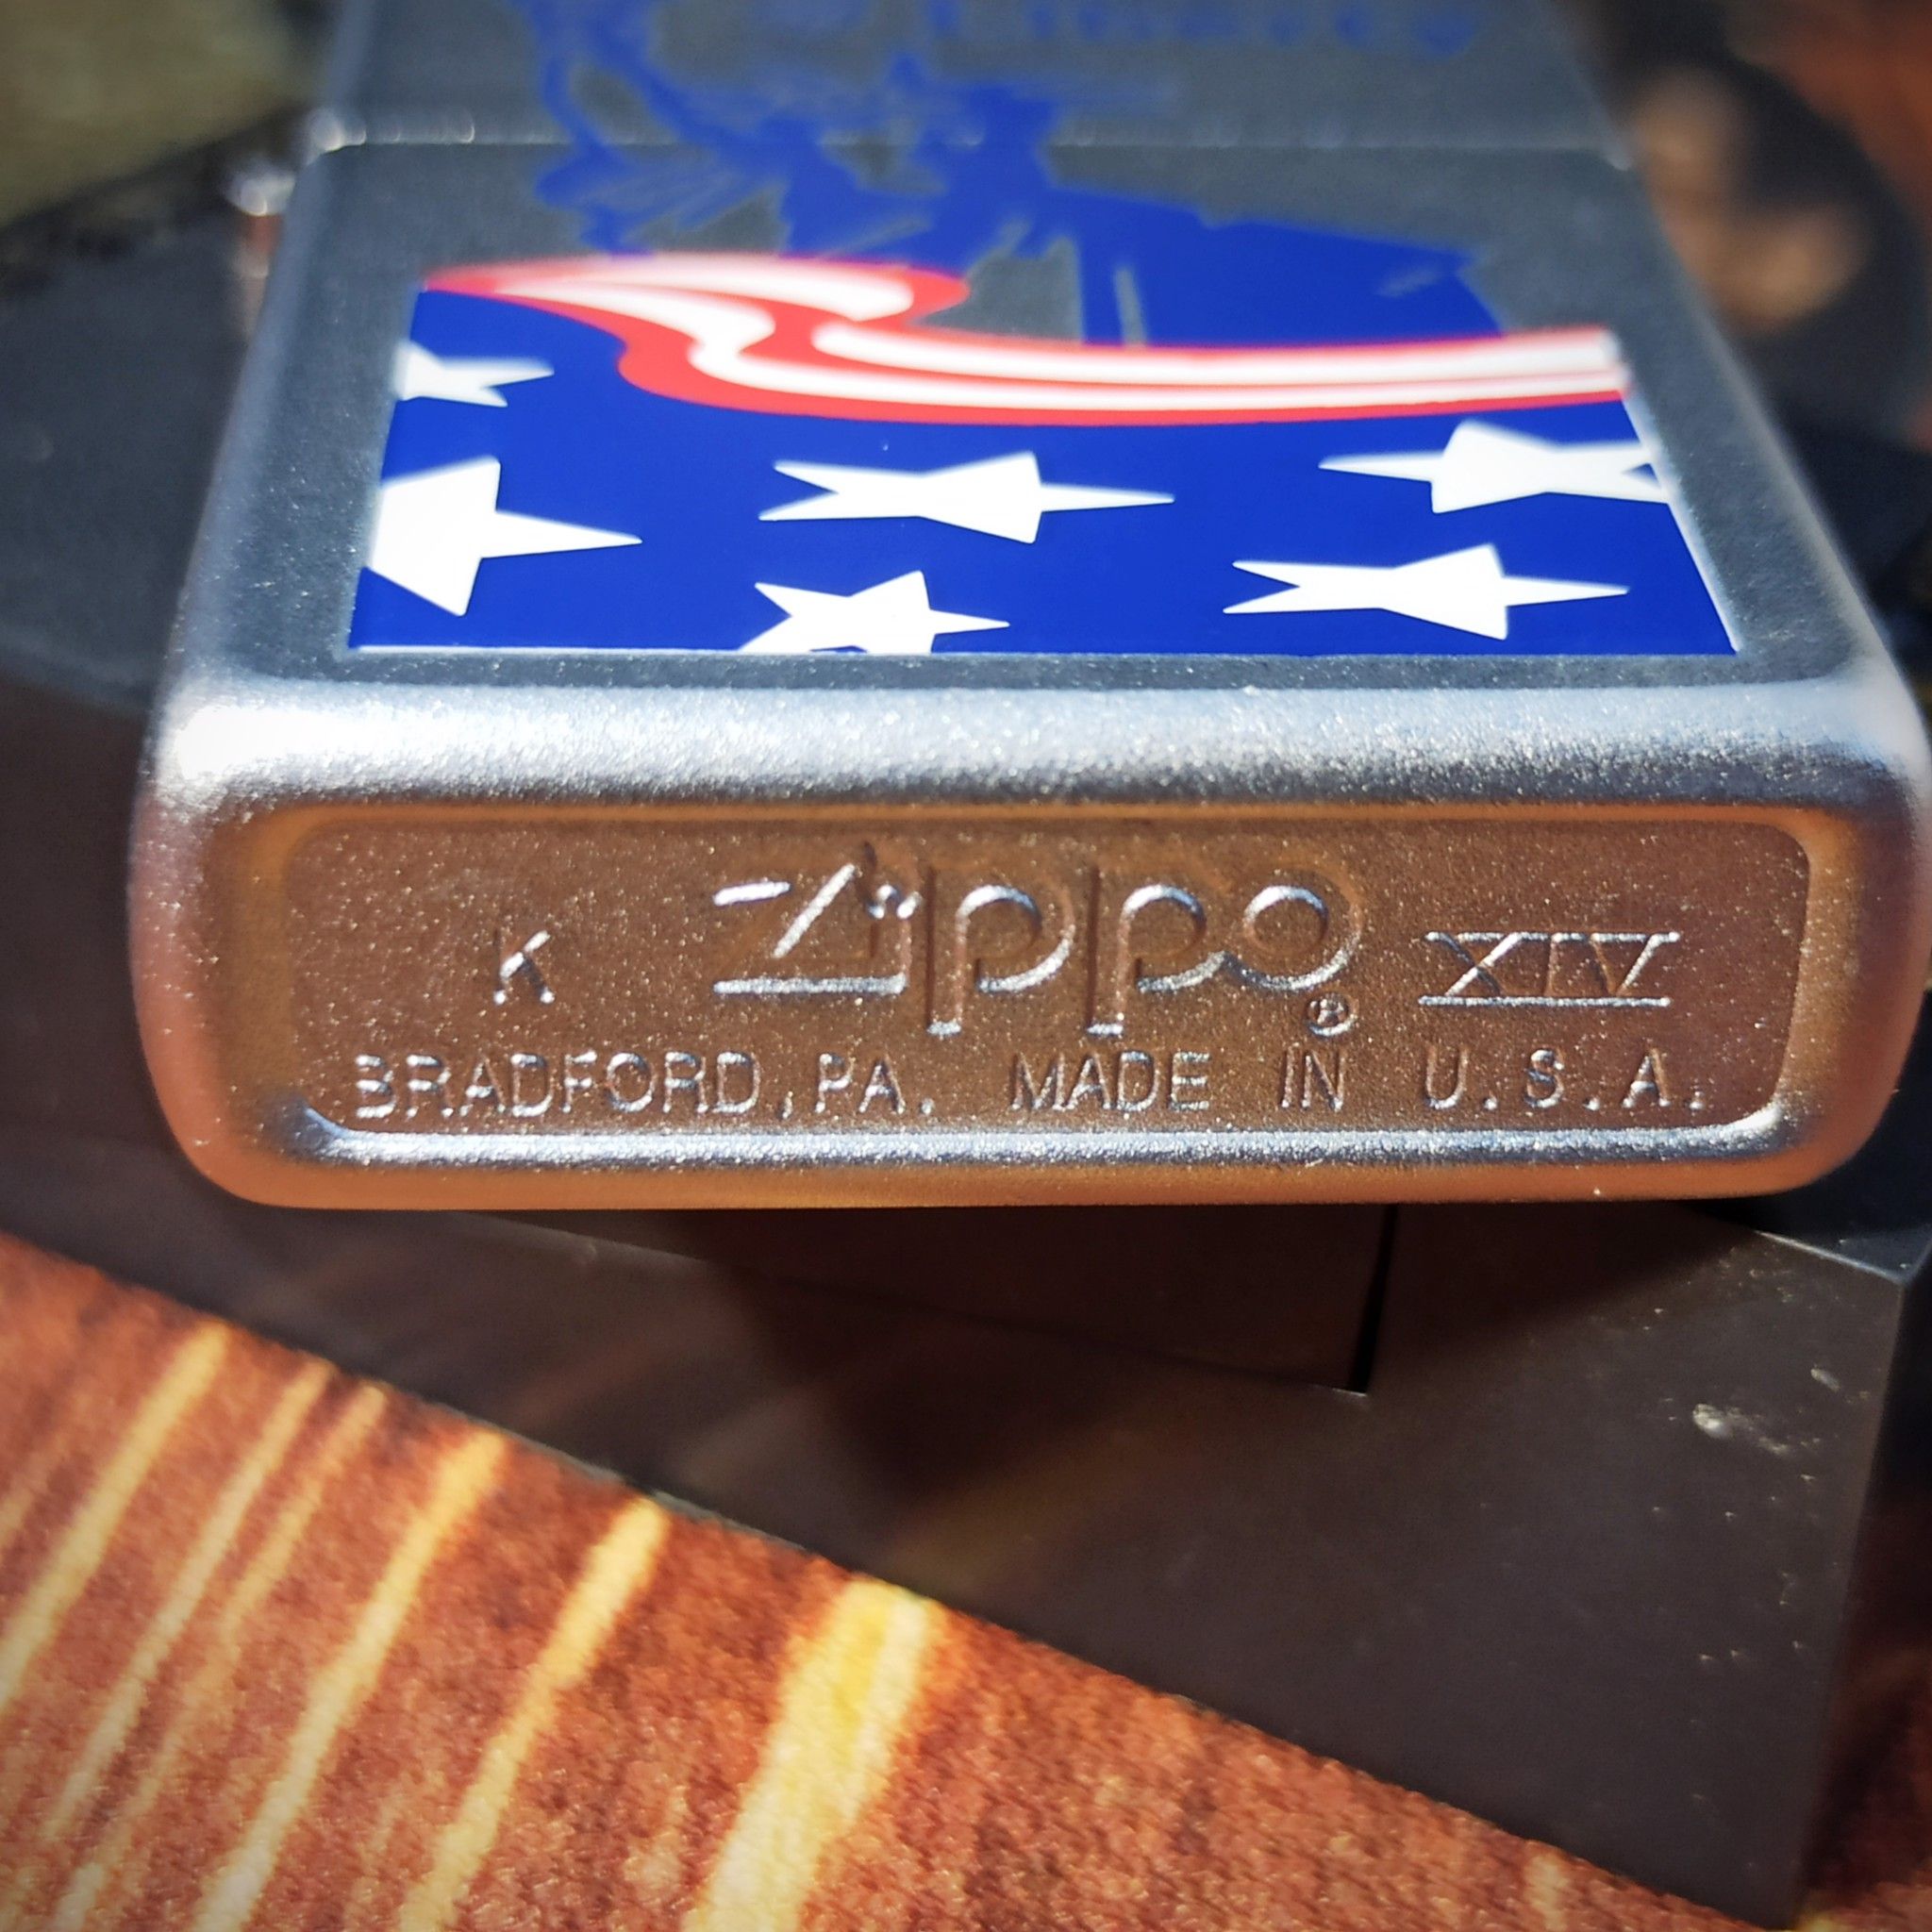 K Zippo® XIV
BRADFORD, PA. MADE IN U.S.A.